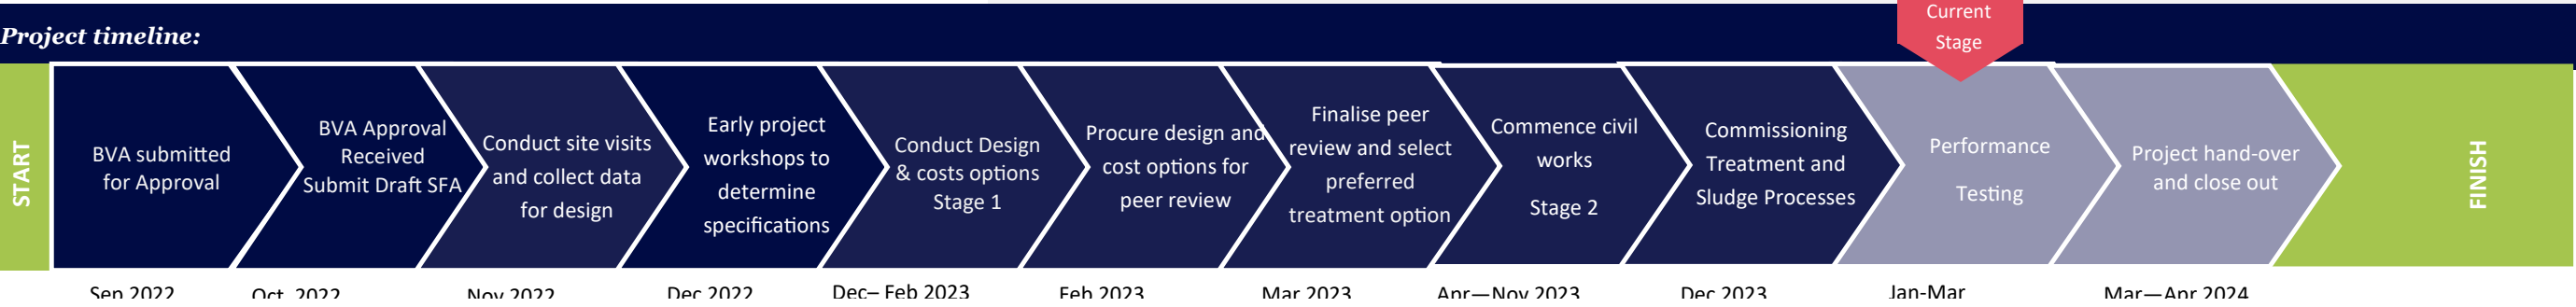 Current
Stage
Project timeline:
START
BVA submitted
for Approval
BVA Approval
Received
Submit Draft SFA
Conduct site visits
and collect data
for design
Early project
workshops to
determine
specifications
Conduct Design
& costs options
Stage 1
Procure design and
cost options for
peer review
Finalise peer
review and select
preferred
treatment option
Commence civil
works
Stage 2
Commissioning
Treatment and
Sludge Processes
Performance
Testing
Project hand-over
and close out
FINISH
Sep 2022
Oct  2022
Nov 2022
Dec 2022
Dec– Feb 2023
Feb 2023
Mar 2023
Apr—Nov 2023
Dec 2023
Jan-Mar
Mar—Apr 2024